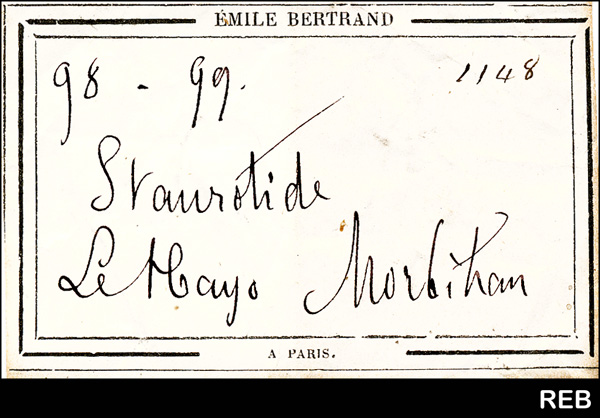 ÉMILE BERTRAND
98 - 99. 1148
Staurotide
Le Hayo Morbihan
A PARIS.
REB